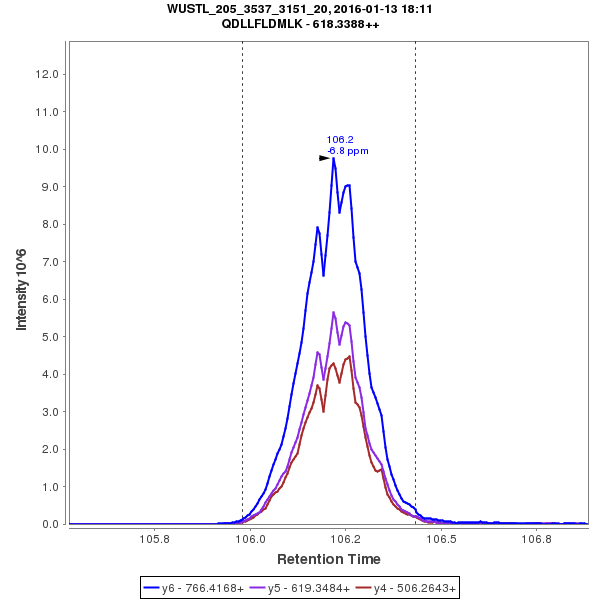 WUSTL_205_3537_3151_20, 2016-01-13 18:11
QDLLFLDMLK - 618.3388++
12.0
11.0
10.0
9.0
8.0
7.0
6.0
5.0
4.0
3.0
2.0
1.0
0.0
Intensity 10^6
106.2
-6.8 ppm
105.8
106.0
106.2
106.5
106.8
Retention Time
y6 - 766.4168+
y5 - 619.3484+
y4 - 506.2643+